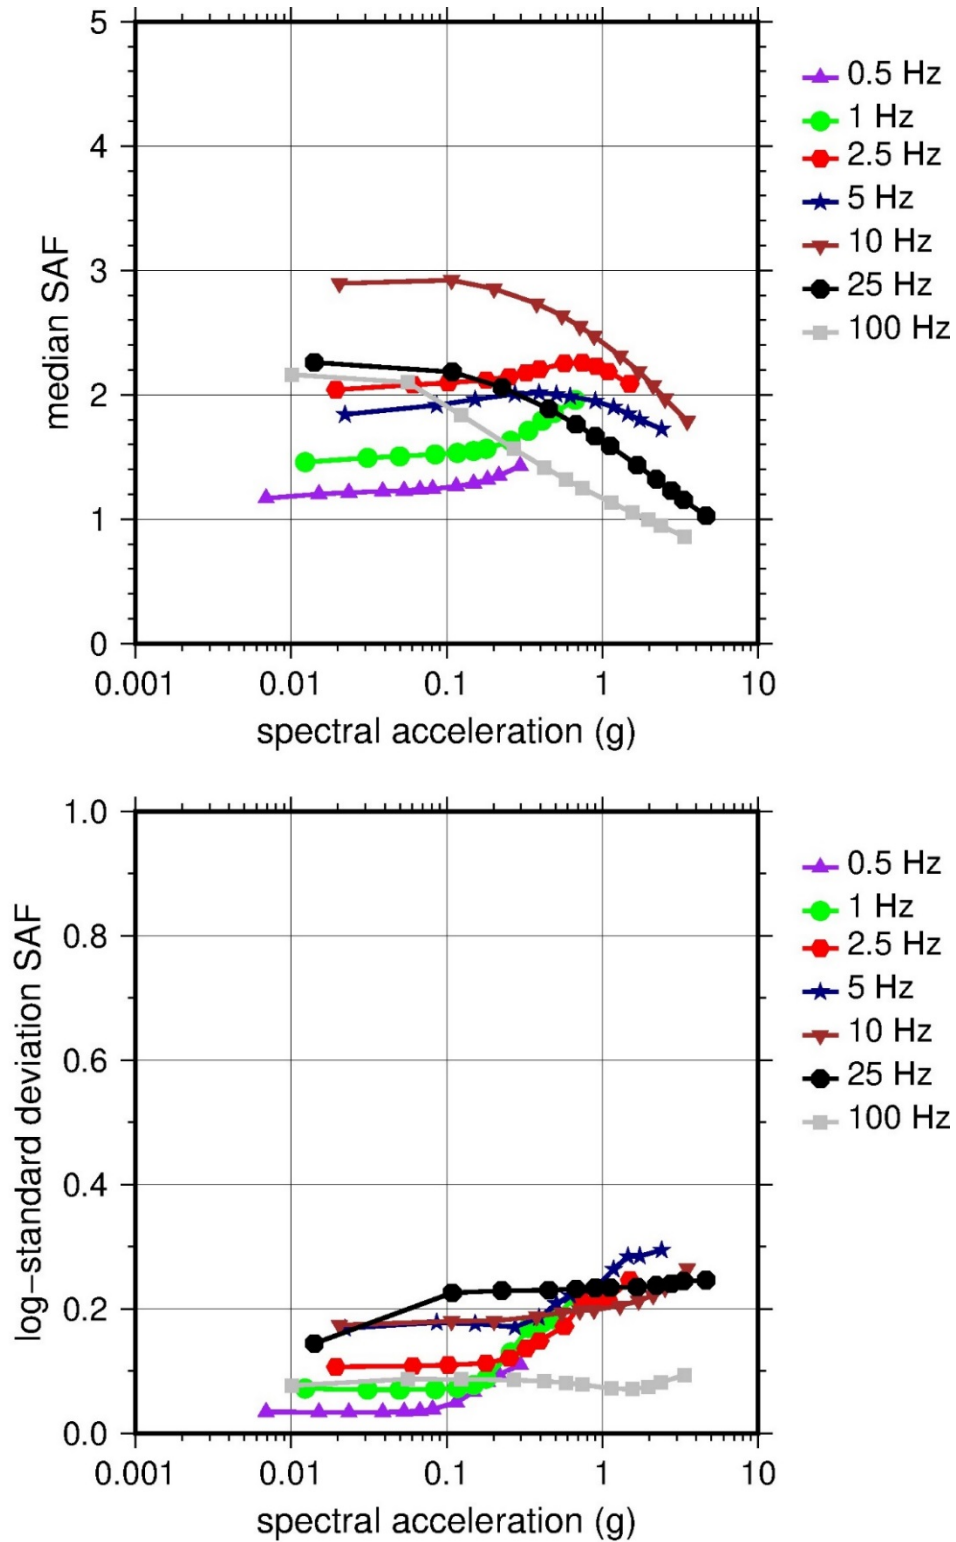 5
4
3
2
1
0
median SAF
0.001
0.01
0.1
1
10
spectral acceleration (g)
0.5 Hz
1 Hz
2.5 Hz
5 Hz
10 Hz
25 Hz
100 Hz
1.0
0.8
0.6
0.4
0.2
0.0
log-standard deviation SAF
0.001
0.01
0.1
1
10
spectral acceleration (g)
0.5 Hz
1 Hz
2.5 Hz
5 Hz
10 Hz
25 Hz
100 Hz